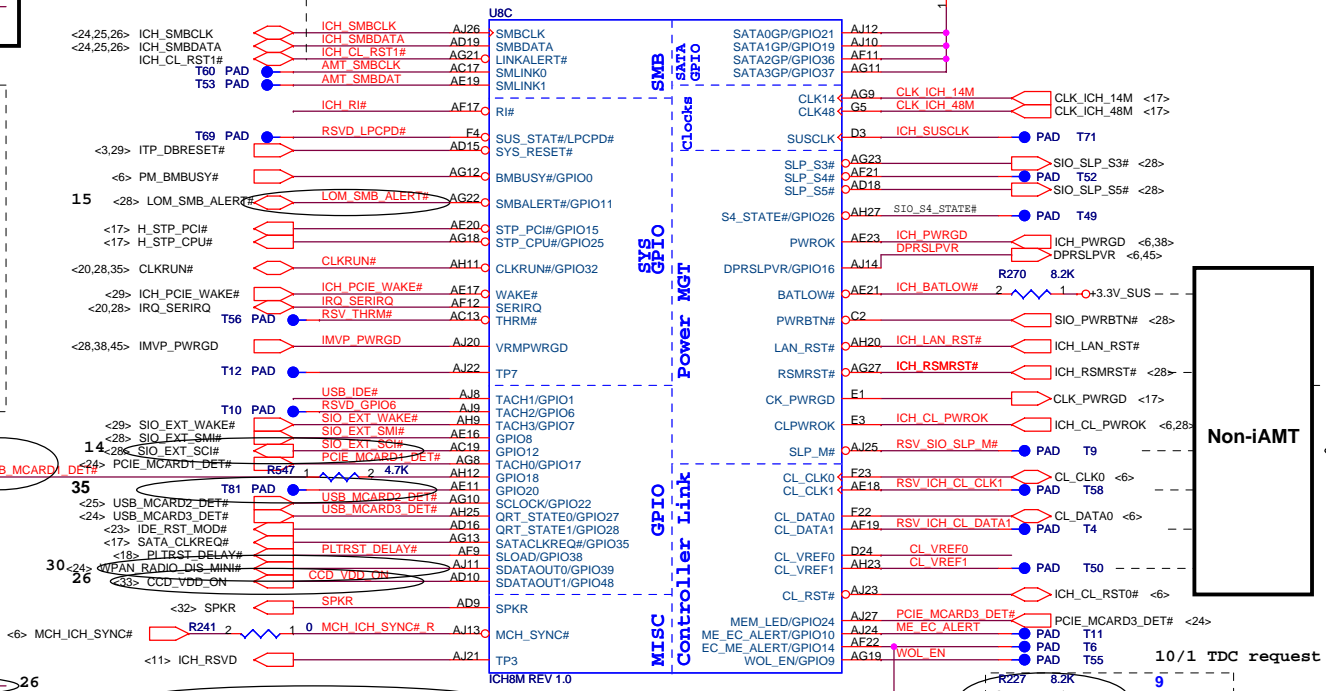 U8C
<24,25,26> ICH_SMBCLK ICH_SMBCLK AJ26 SMBCLK SATA0GP/GPIO21 AJ12
<24,25,26> ICH_SMBDATA ICH_SMBDATA AD19 SMBDATA SATA1GP/GPIO19 AJ10
ICH_CL_RST1# ICH_CL_RST1# AG21 LINKALERT# SATA2GP/GPIO36 AF11
T60 PAD AMT_SMBCLK AC17 SMLINK0 SATA3GP/GPIO37 AG11
T53 PAD AMT_SMBDAT AE19 SMLINK1
SMB
SATA
GPIO
CLK14 AG9 CLK_ICH_14M CLK_ICH_14M <17>
ICH_RI# AF17 RI# CLK48 G5 CLK_ICH_48M CLK_ICH_48M <17>
Clocks
T69 PAD RSVD_LPCPD# F4 SUS_STAT#/LPCPD# SUSCLK D3 ICH_SUSCLK PAD T71
<3,29> ITP_DBRESET# AD15 SYS_RESET#
SLP_S3# AG23 SIO_SLP_S3# <28>
<6> PM_BMBUSY# AG12 BMBUSY#/GPIO0 SLP_S4# AF21 PAD T52
SLP_S5# AD18 SIO_SLP_S5# <28>
15 <28> LOM_SMB_ALERT# LOM_SMB_ALERT# AG22 SMBALERT#/GPIO11
S4_STATE#/GPIO26 AH27 SIO_S4_STATE# PAD T49
<17> H_STP_PCI# AE20 STP_PCI#/GPIO15
<17> H_STP_CPU# AG18 STP_CPU#/GPIO25 PWROK AE23 ICH_PWRGD ICH_PWRGD <6,38>
DPRSLPVR DPRSLPVR <6,45>
SYS
GPIO
Power MGT
<20,28,35> CLKRUN# CLKRUN# AH11 CLKRUN#/GPIO32 DPRSLPVR/GPIO16 AJ14
R270 8.2K
<29> ICH_PCIE_WAKE# ICH_PCIE_WAKE# AE17 WAKE# BATLOW# AE21 ICH_BATLOW# 2 1 +3.3V_SUS
<20,28> IRQ_SERIRQ IRQ_SERIRQ AF12 SERIRQ
T56 PAD RSV_THRM# AC13 THRM# PWRBTN# C2 SIO_PWRBTN# <28>
<28,38,45> IMVP_PWRGD IMVP_PWRGD AJ20 VRMPWRGD LAN_RST# AH20 ICH_LAN_RST# ICH_LAN_RST#
T12 PAD AJ22 TP7 RSMRST# AG27 ICH_RSMRST# ICH_RSMRST# <28>
USB_IDE# AJ8 TACH1/GPIO1 CK_PWRGD E1 CLK_PWRGD <17>
T10 PAD RSVD_GPIO6 AJ9 TACH2/GPIO6
<29> SIO_EXT_WAKE# SIO_EXT_WAKE# AH9 TACH3/GPIO7 CLPWROK E3 ICH_CL_PWROK ICH_CL_PWROK <6,28>
<28> SIO_EXT_SMI# SIO_EXT_SMI# AE16 GPIO8
14 <28> SIO_EXT_SCI# SIO_EXT_SCI# AC19 GPIO12 SLP_M# AJ25 RSV_SIO_SLP_M# PAD T9
Non-iAMT
<24> PCIE_MCARD1_DET# PCIE_MCARD1_DET# AG8 TACH0/GPIO17
B_MCARD1_DET# R547 1 2 4.7K AH12 GPIO18 CL_CLK0 F23 CL_CLK0 <6>
35 T81 PAD AE11 GPIO20 CL_CLK1 AE18 RSV_ICH_CL_CLK1 PAD T58
<25> USB_MCARD2_DET# USB_MCARD2_DET# AG10 SCLOCK/GPIO22
<24> USB_MCARD3_DET# USB_MCARD3_DET# AH25 QRT_STATE0/GPIO27 CL_DATA0 F22 CL_DATA0 <6>
<23> IDE_RST_MOD# AD16 QRT_STATE1/GPIO28 CL_DATA1 AF19 RSV_ICH_CL_DATA1 PAD T4
<17> SATA_CLKREQ# AG13 SATACLKREQ#/GPIO35
<18> PLTRST_DELAY# PLTRST_DELAY# AF9 SLOAD/GPIO38 CL_VREF0 D24 CL_VREF0
30 <24> WPAN_RADIO_DIS_MINI# AJ11 SDATAOUT0/GPIO39 CL_VREF1 AH23 CL_VREF1 PAD T50
26 <33> CCD_VDD_ON CCD_VDD_ON AD10 SDATAOUT1/GPIO48
GPIO
Controller Link
CL_RST# AJ23 ICH_CL_RST0# <6>
<32> SPKR SPKR AD9 SPKR
MEM_LED/GPIO24 AJ27 PCIE_MCARD3_DET# PCIE_MCARD3_DET# <24>
<6> MCH_ICH_SYNC# R241 2 1 0 MCH_ICH_SYNC#_R AJ13 MCH_SYNC# ME_EC_ALERT/GPIO10 AJ24 ME_EC_ALERT PAD T11
EC_ME_ALERT/GPIO14 AF22 PAD T6
<11> ICH_RSVD AJ21 TP3 WOL_EN/GPIO9 AG19 WOL_EN PAD T55
MISC
10/1 TDC request
ICH8M REV 1.0
R227 8.2K 9
26
1